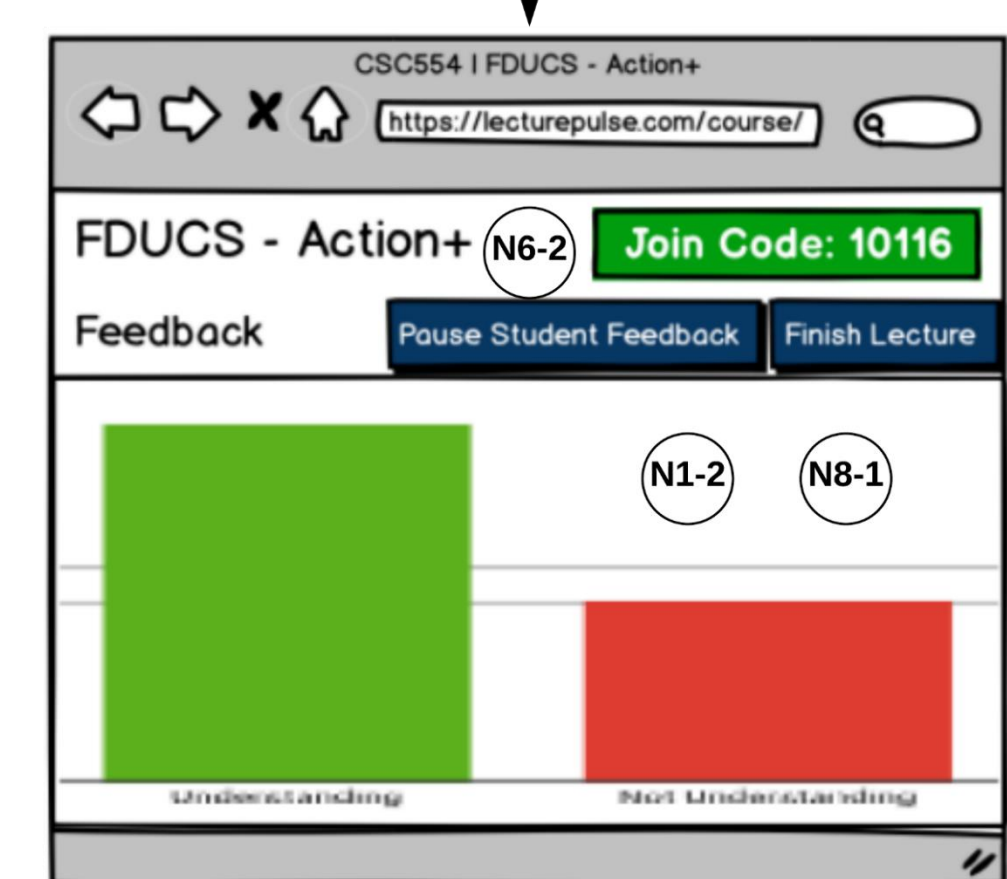 CSC554 | FDUCS - Action+
https://lecturepulse.com/course/
FDUCS - Action+
N6-2
Join Code: 10116
Feedback
Pause Student Feedback
Finish Lecture
N1-2
N8-1
Understanding
Not Understanding